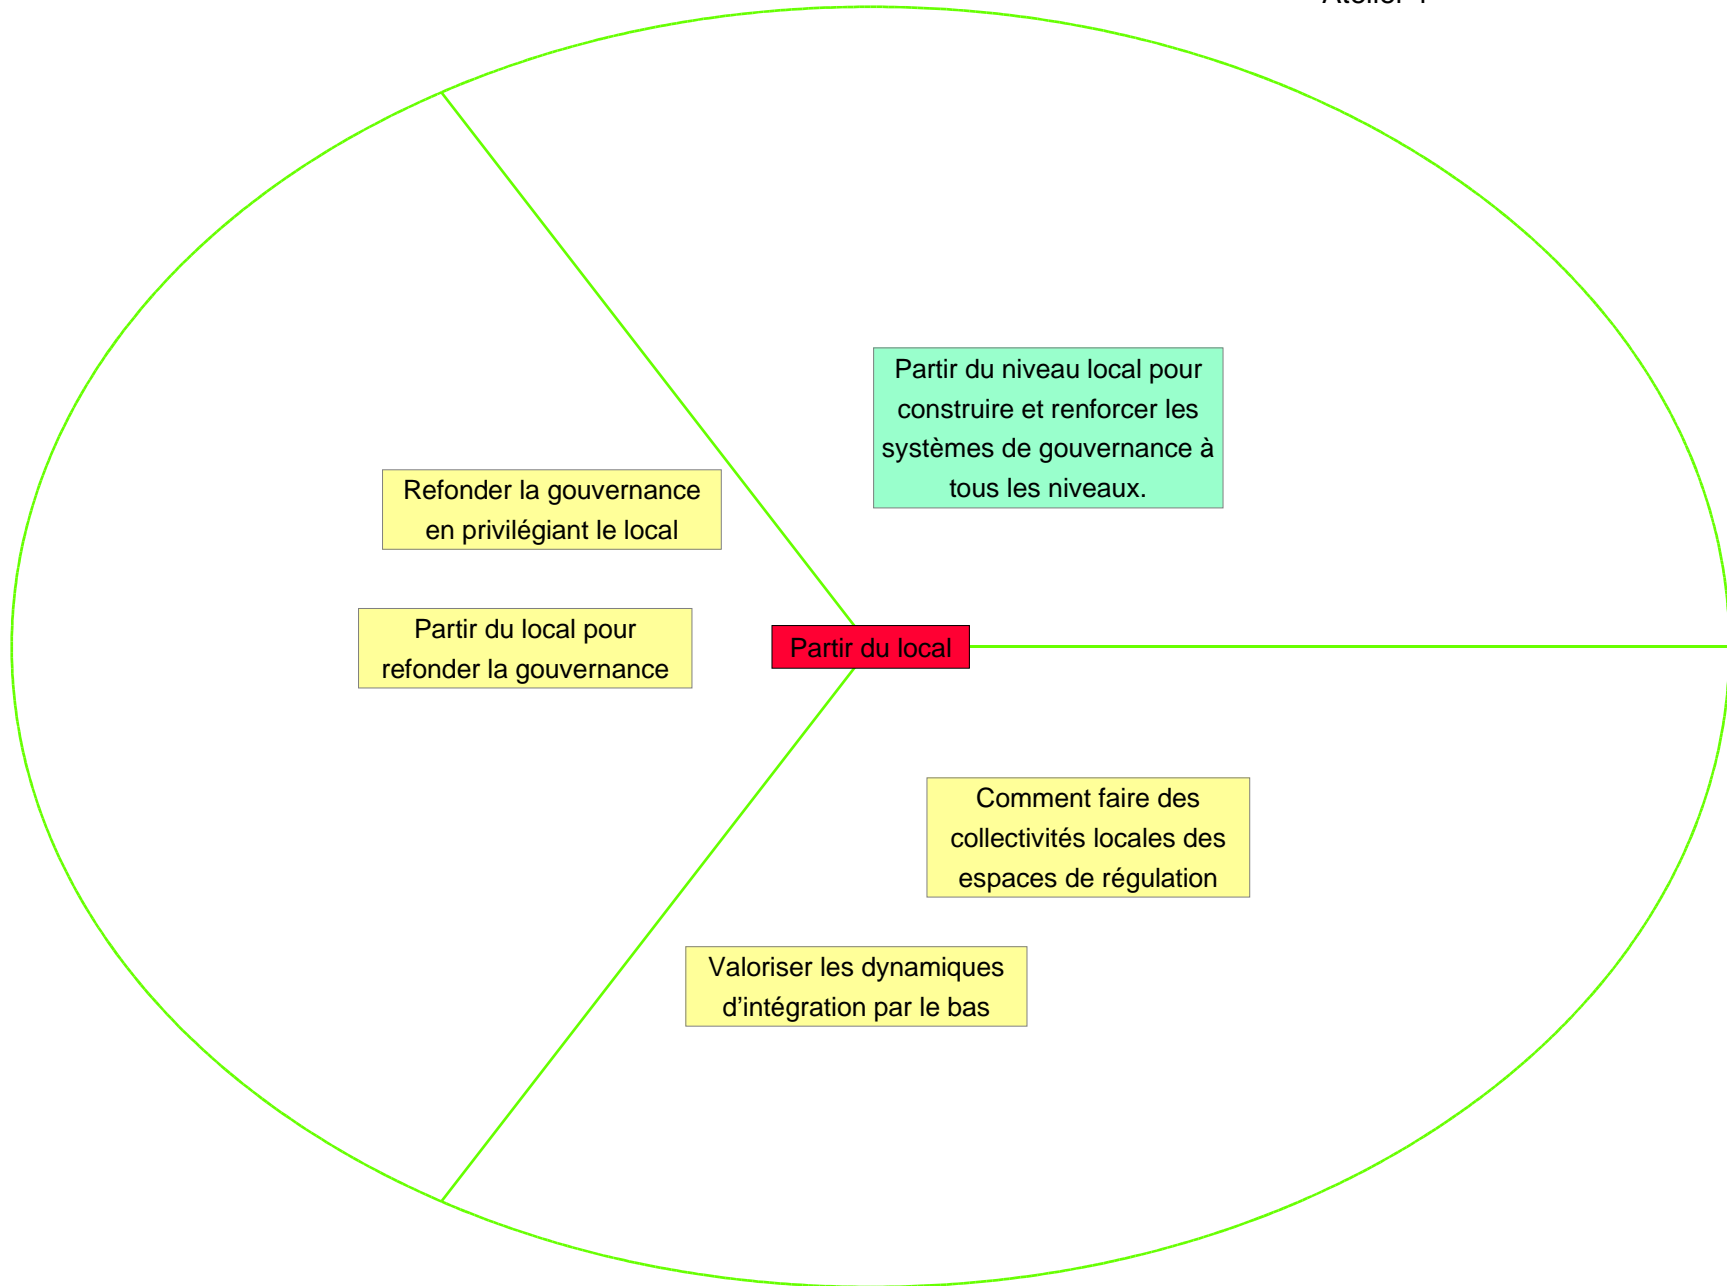 Atelier
Partir du niveau local pour
construire et renforcer les
systèmes de gouvernance à
tous les niveaux.
Refonder la gouvernance
en privilégiant le local
Partir du local pour
refonder la gouvernance
Partir du local
Comment faire des
collectivités locales des
espaces de régulation
Valoriser les dynamiques
d'intégration par le bas